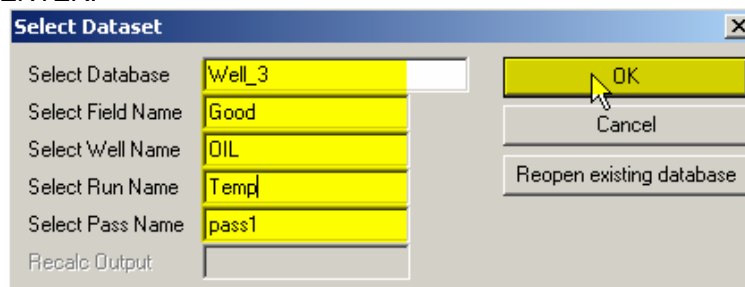 Select Dataset
Select Database Well_3 OK
Select Field Name Good Cancel
Select Well Name OIL
Select Run Name Temp Reopen existing database
Select Pass Name pass1
Recalc Output